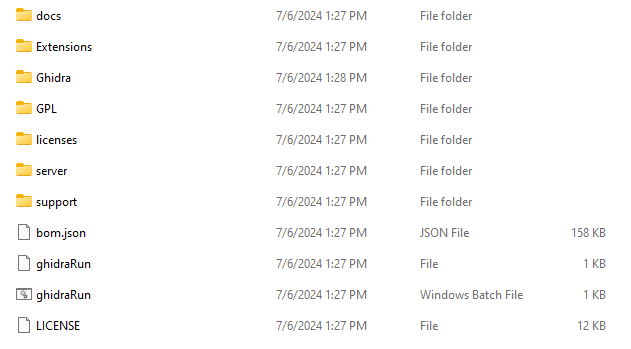 docs 7/6/2024 1:27 PM File folder
Extensions 7/6/2024 1:27 PM File folder
Ghidra 7/6/2024 1:28 PM File folder
GPL 7/6/2024 1:27 PM File folder
licenses 7/6/2024 1:27 PM File folder
server 7/6/2024 1:27 PM File folder
support 7/6/2024 1:27 PM File folder
bom.json 7/6/2024 1:27 PM JSON File 158 KB
ghidraRun 7/6/2024 1:27 PM File 1 KB
ghidraRun 7/6/2024 1:27 PM Windows Batch File 1 KB
LICENSE 7/6/2024 1:27 PM File 12 KB